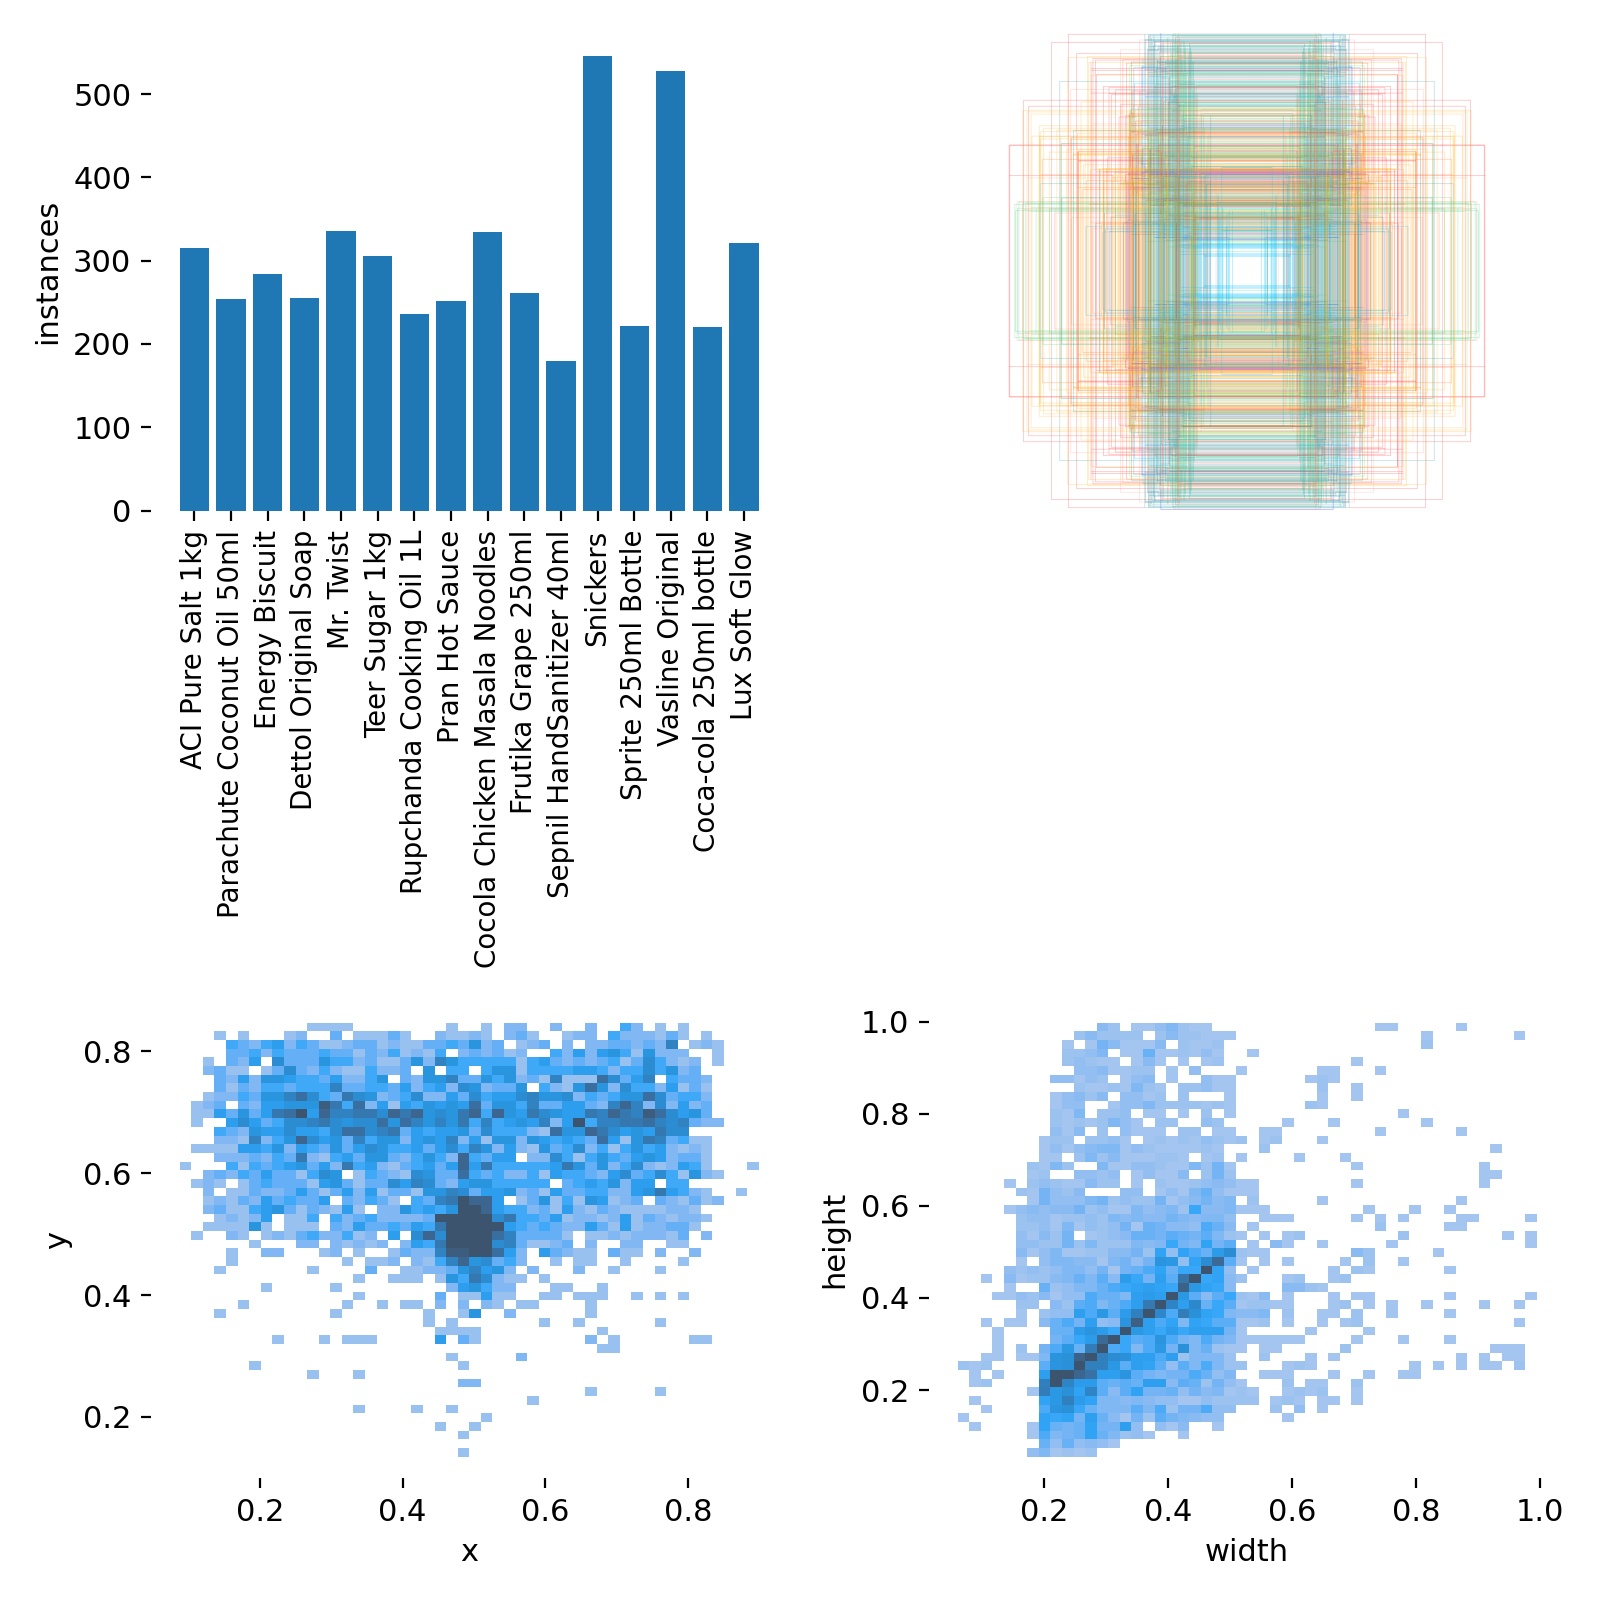 500
400
300
200
100
0
instances
ACI Pure Salt 1kg
Parachute Coconut Oil 50ml
Energy Biscuit
Dettol Original Soap
Mr. Twist
Teer Sugar 1kg
Rupchanda Cooking Oil 1L
Pran Hot Sauce
Cocola Chicken Masala Noodles
Frutika Grape 250ml
Sepnil HandSanitizer 40ml
Snickers
Sprite 250ml Bottle
Vasline Original
Coca-cola 250ml bottle
Lux Soft Glow
0.8
0.6
0.4
0.2
y
0.2 0.4 0.6 0.8
x
1.0
0.8
0.6
0.4
0.2
height
0.2 0.4 0.6 0.8 1.0
width